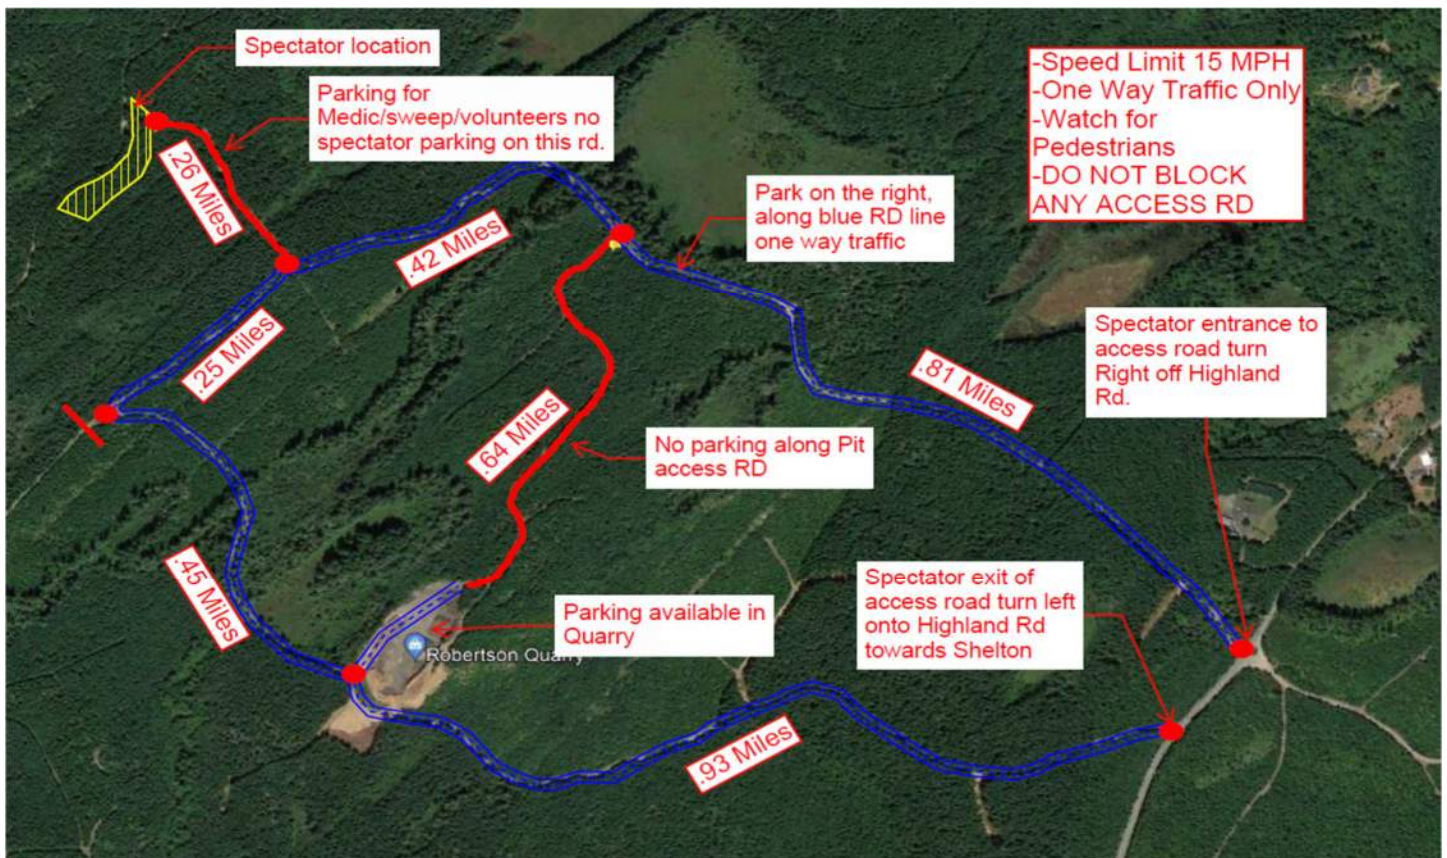 Spectator location
Parking for
Medic/sweep/volunteers no
spectator parking on this rd.
-Speed Limit 15 MPH
-One Way Traffic Only
-Watch for
Pedestrians
-DO NOT BLOCK
ANY ACCESS RD
.26 Miles
.42 Miles
Park on the right,
along blue RD line
one way traffic
.25 Miles
Spectator entrance to
access road turn
Right off Highland
Rd.
.81 Miles
.64 Miles
No parking along Pit
access RD
.45 Miles
Parking available in
Quarry
Robertson Quarry
Spectator exit of
access road turn left
onto Highland Rd
towards Shelton
.93 Miles